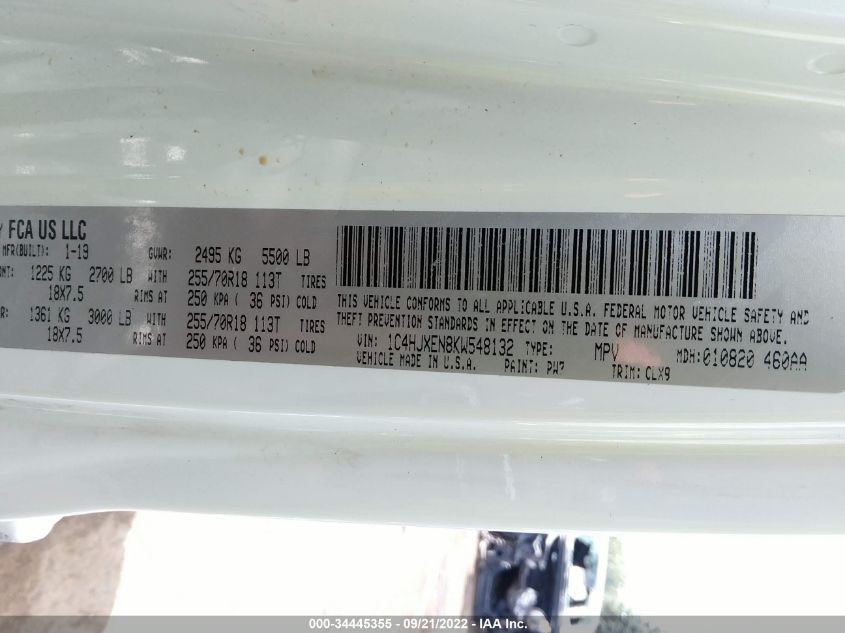 FCA US LLC
MFR(BUILT): 1-19 GVWR: 2495 KG 5500 LB
1225 KG 2700 LB WITH 255/70R18 113T TIRES
18X7.5 RIMS AT 250 KPA ( 36 PSI) COLD
1361 KG 3000 LB WITH 255/70R18 113T TIRES
18X7.5 RIMS AT 250 KPA ( 36 PSI) COLD
THIS VEHICLE CONFORMS TO ALL APPLICABLE U.S.A. FEDERAL MOTOR VEHICLE SAFETY AND
THEFT PREVENTION STANDARDS IN EFFECT ON THE DATE OF MANUFACTURE SHOWN ABOVE.
VIN: 1C4HJXEN8KW548132 TYPE: MPV MDH:010820 460AA
VEHICLE MADE IN U.S.A. PAINT: PW7 TRIM: CLX9
000-34445355 - 09/21/2022 - IAA Inc.